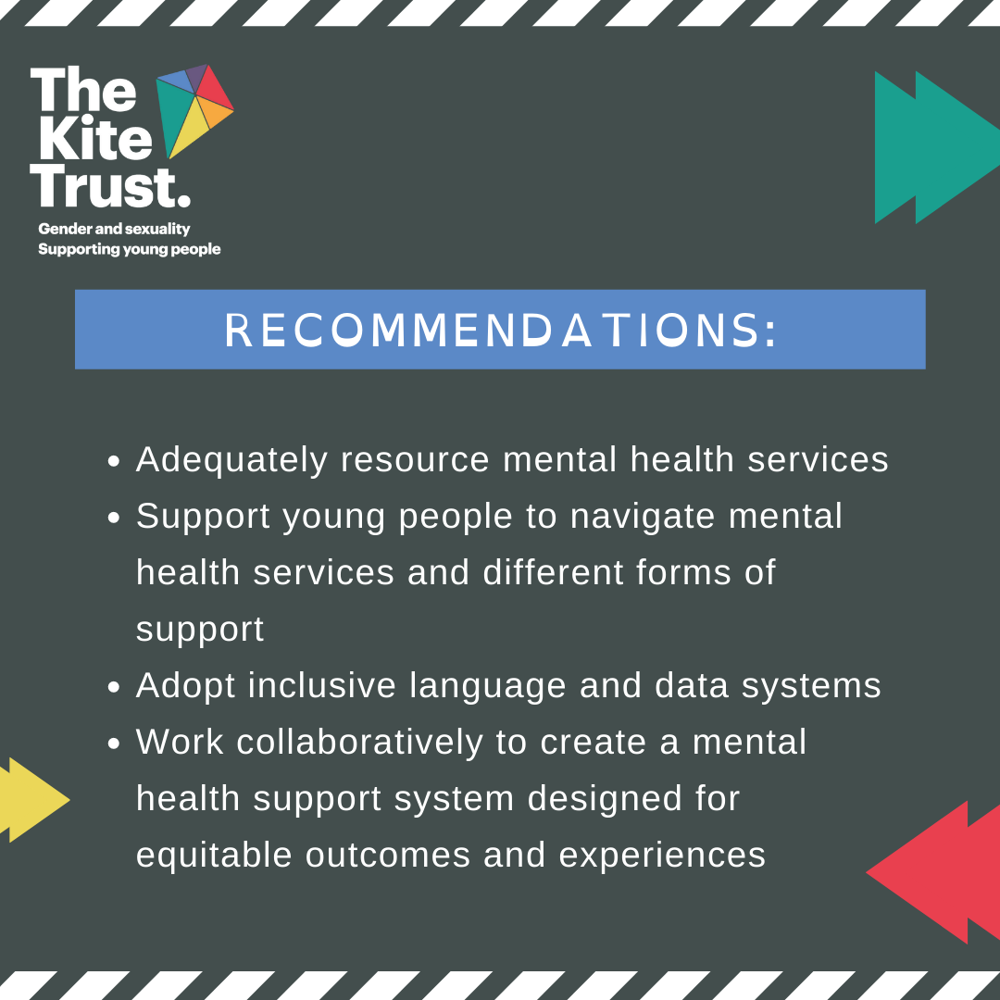 The
Kite
Trust.
Gender and sexuality
Supporting young people
RECOMMENDATIONS:
• Adequately resource mental health services
• Support young people to navigate mental
health services and different forms of
support
• Adopt inclusive language and data systems
• Work collaboratively to create a mental
health support system designed for
equitable outcomes and experiences